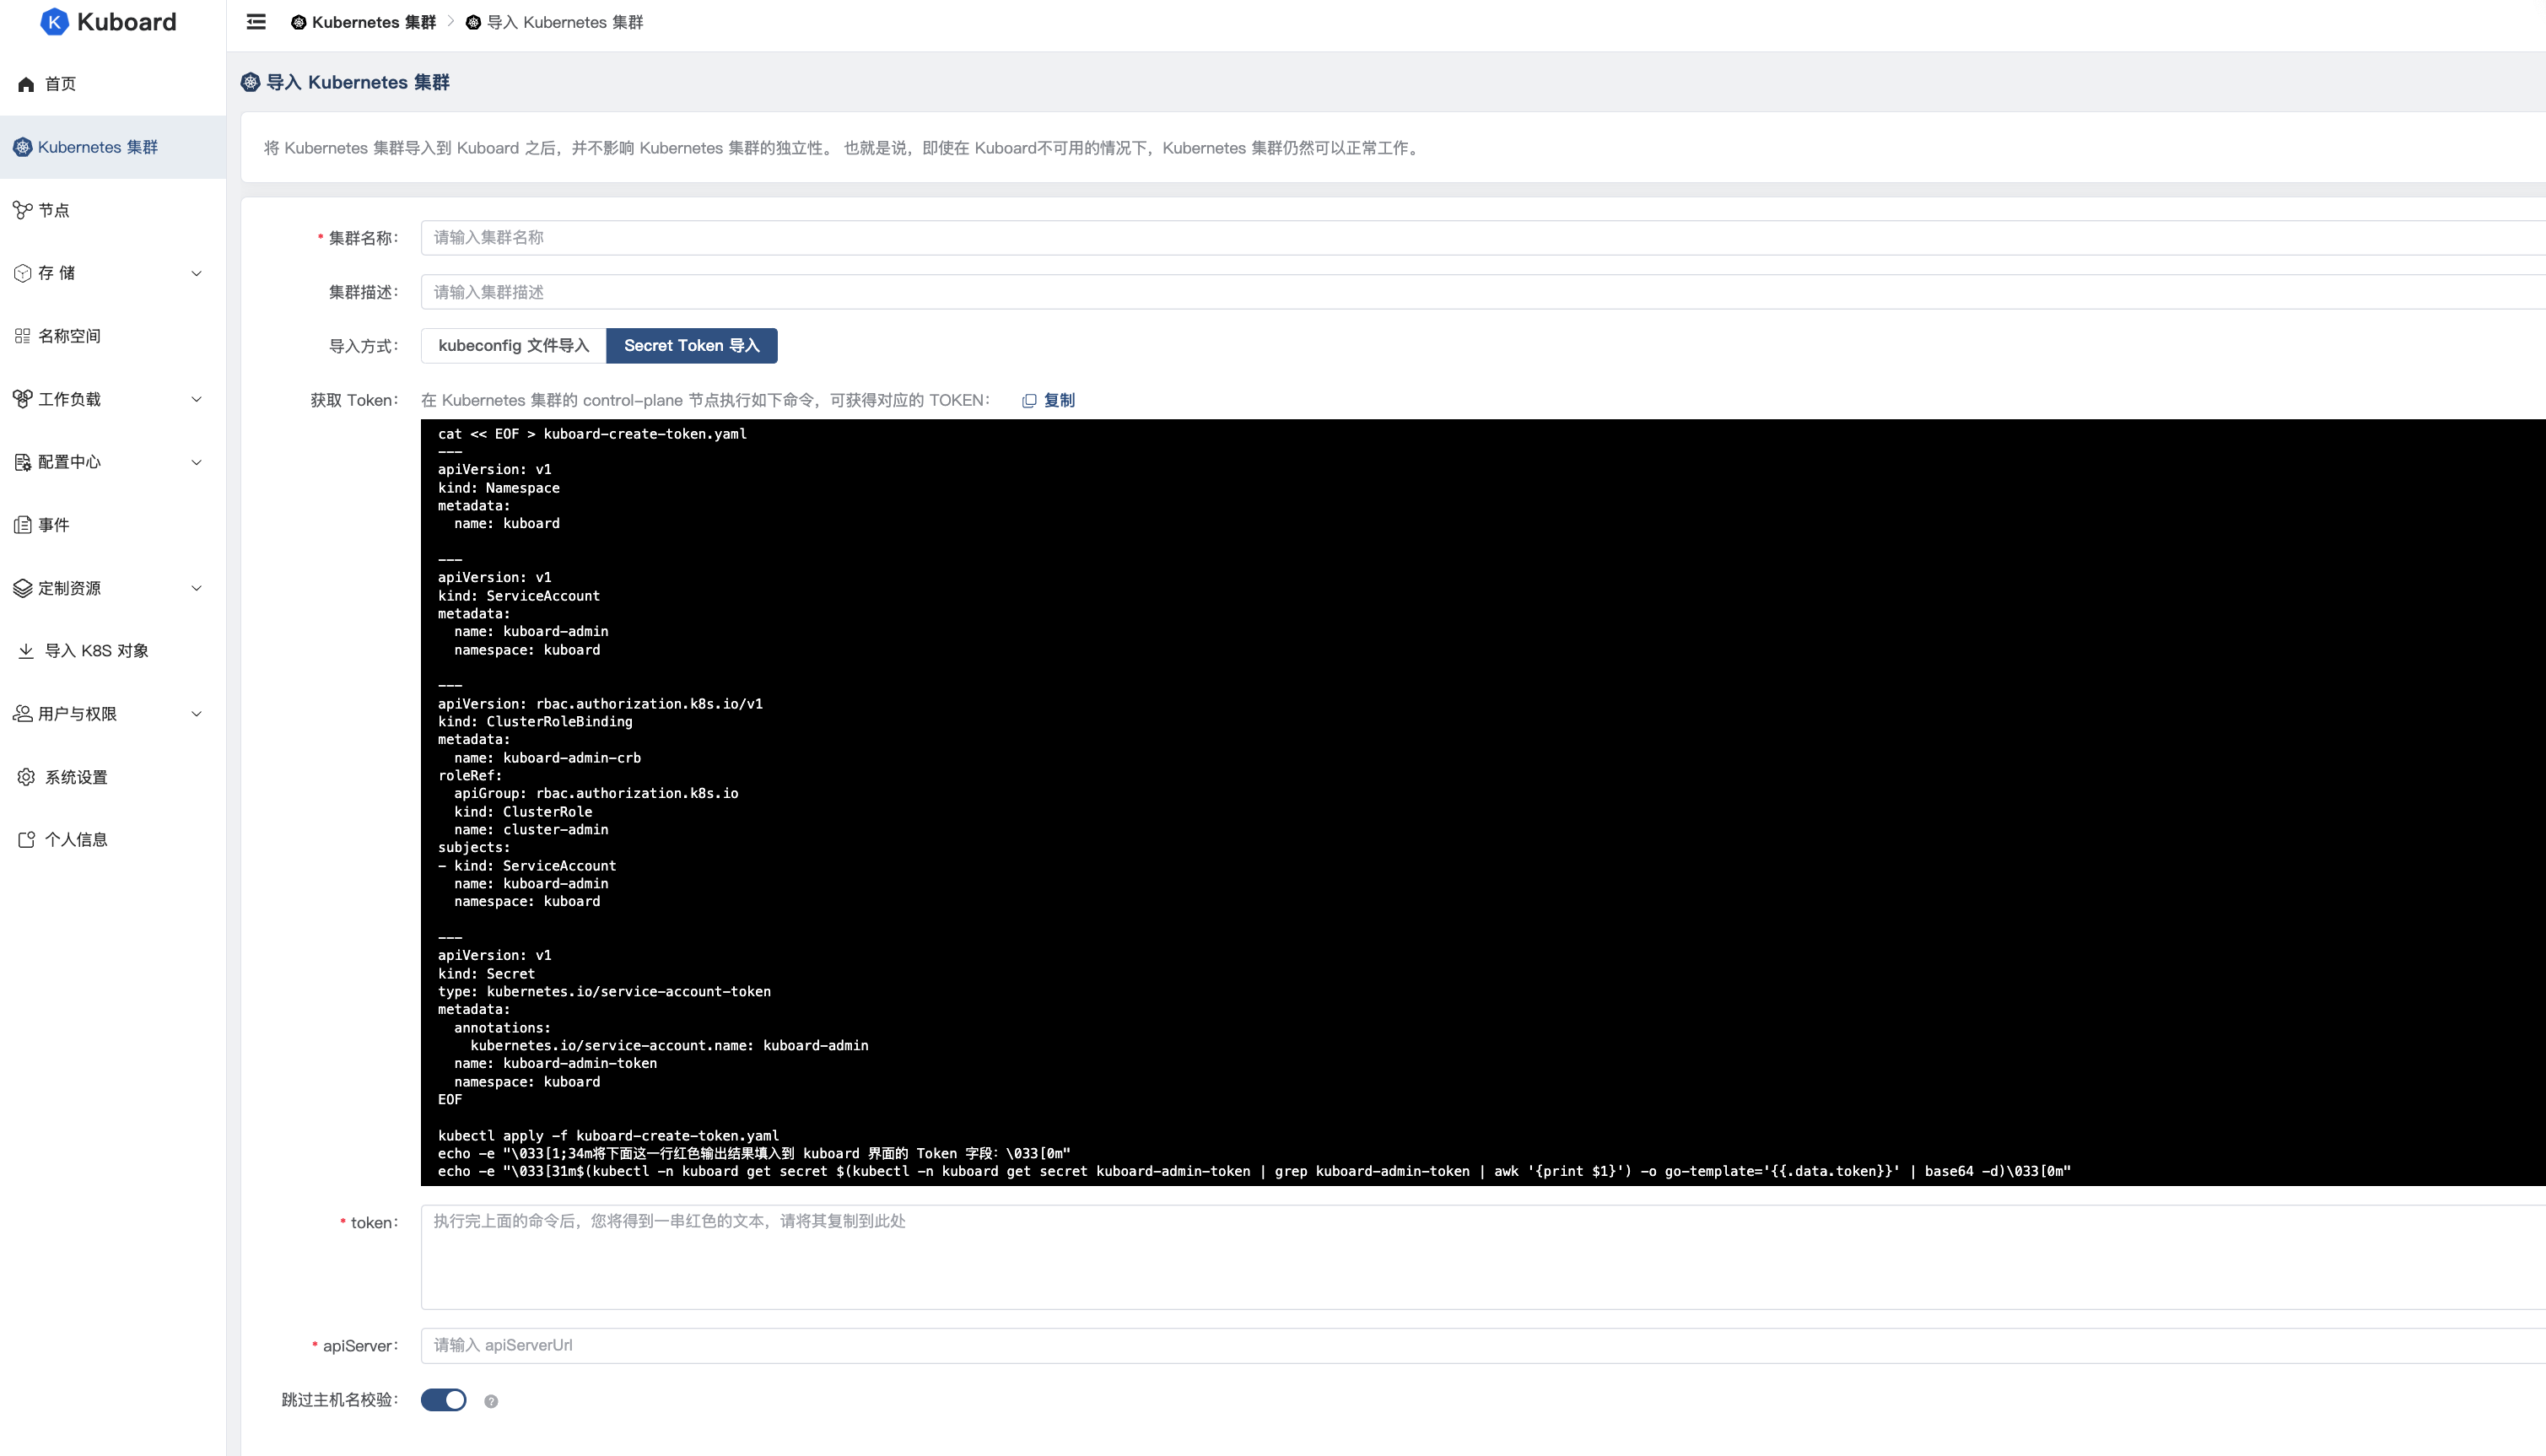 Kuboard
Kubernetes 集群
导入 Kubernetes 集群
首页
Kubernetes 集群
节点
存 储
名称空间
工作负载
配置中心
事件
定制资源
导入 K8S 对象
用户与权限
系统设置
个人信息
导入 Kubernetes 集群
将 Kubernetes 集群导入到 Kuboard 之后，并不影响 Kubernetes 集群的独立性。 也就是说，即使在 Kuboard不可用的情况下，Kubernetes 集群仍然可以正常工作。
* 集群名称： 请输入集群名称
集群描述： 请输入集群描述
导入方式： kubeconfig 文件导入 Secret Token 导入
获取 Token： 在 Kubernetes 集群的 control-plane 节点执行如下命令，可获得对应的 TOKEN： 复制
cat << EOF > kuboard-create-token.yaml
---
apiVersion: v1
kind: Namespace
metadata:
  name: kuboard

---
apiVersion: v1
kind: ServiceAccount
metadata:
  name: kuboard-admin
  namespace: kuboard

---
apiVersion: rbac.authorization.k8s.io/v1
kind: ClusterRoleBinding
metadata:
  name: kuboard-admin-crb
roleRef:
  apiGroup: rbac.authorization.k8s.io
  kind: ClusterRole
  name: cluster-admin
subjects:
- kind: ServiceAccount
  name: kuboard-admin
  namespace: kuboard

---
apiVersion: v1
kind: Secret
type: kubernetes.io/service-account-token
metadata:
  annotations:
    kubernetes.io/service-account.name: kuboard-admin
  name: kuboard-admin-token
  namespace: kuboard
EOF

kubectl apply -f kuboard-create-token.yaml
echo -e "\033[1;34m将下面这一行红色输出结果填入到 kuboard 界面的 Token 字段：\033[0m"
echo -e "\033[31m$(kubectl -n kuboard get secret $(kubectl -n kuboard get secret kuboard-admin-token | grep kuboard-admin-token | awk '{print $1}') -o go-template='{{.data.token}}' | base64 -d)\033[0m"
* token： 执行完上面的命令后，您将得到一串红色的文本，请将其复制到此处
* apiServer： 请输入 apiServerUrl
跳过主机名校验：